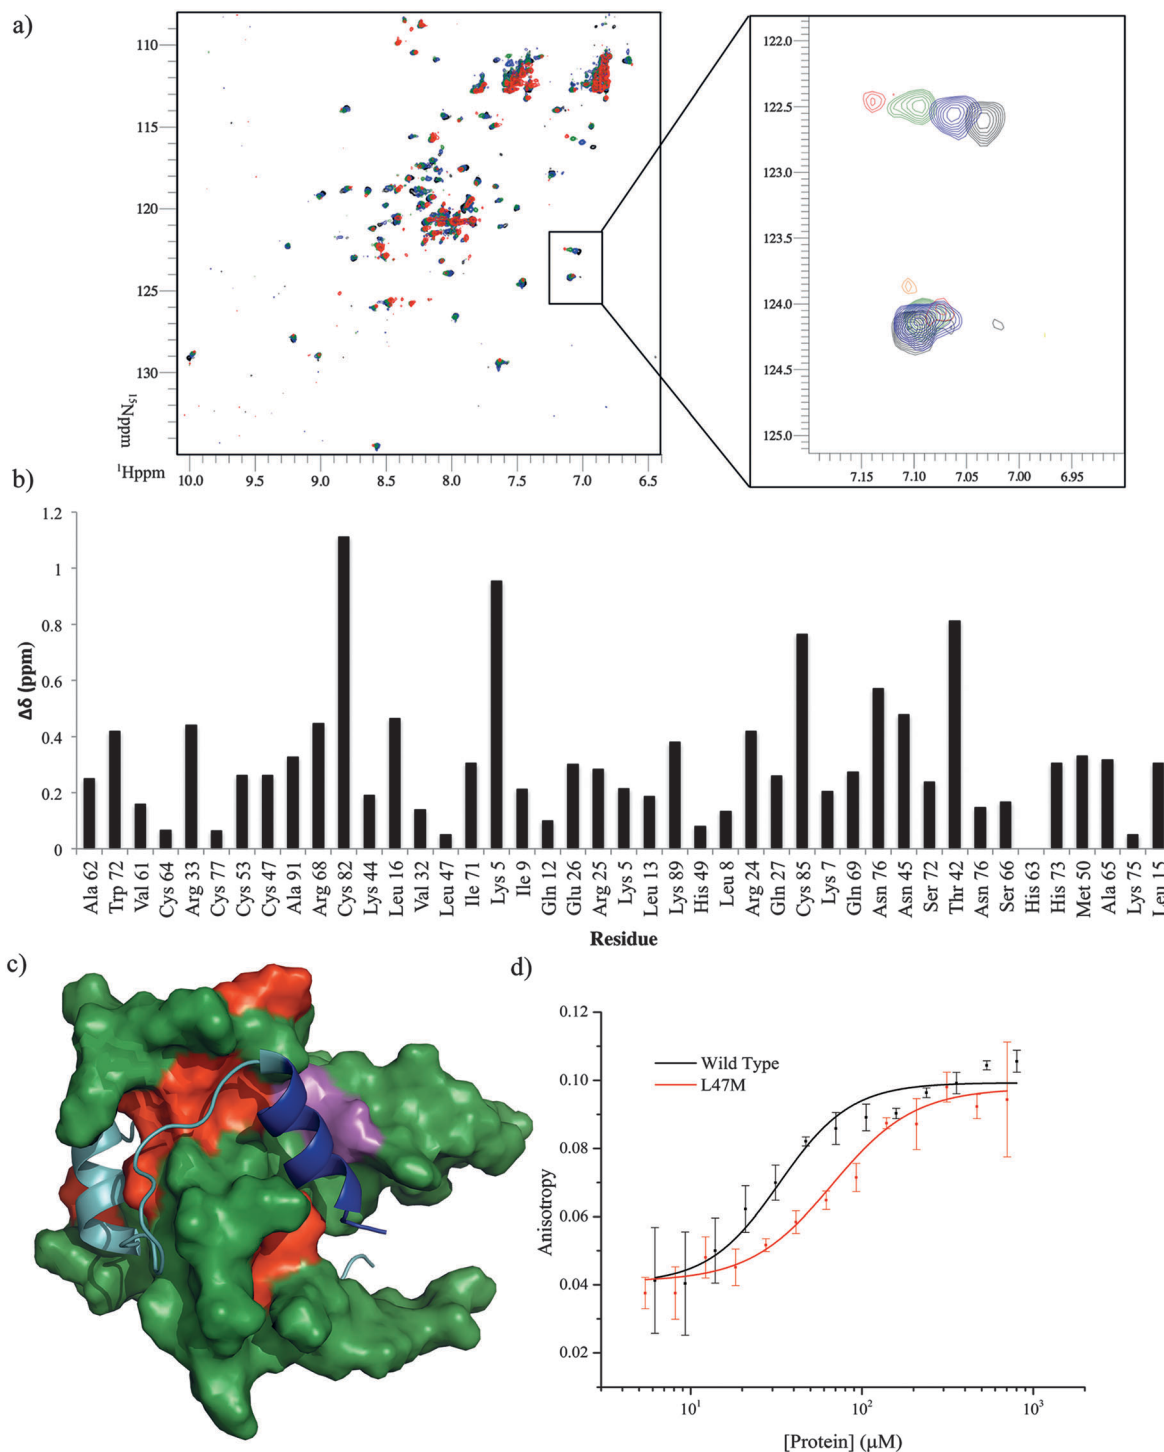 a)
110
115
120
125
130
¹⁵Nppm
¹Hppm
10.0 9.5 9.0 8.5 8.0 7.5 7.0 6.5
122.0
122.5
123.0
123.5
124.0
124.5
125.0
7.15 7.10 7.05 7.00 6.95
b)
1.2
1
0.8
0.6
0.4
0.2
0
Δδ (ppm)
Ala 62
Trp 72
Val 61
Cys 64
Arg 33
Cys 77
Cys 53
Cys 47
Ala 91
Arg 68
Cys 82
Lys 44
Leu 16
Val 32
Leu 47
Ile 71
Lys 5
Ile 9
Gln 12
Glu 26
Arg 25
Lys 5
Leu 13
Lys 89
His 49
Leu 8
Arg 24
Gln 27
Cys 85
Lys 7
Gln 69
Asn 76
Asn 45
Ser 72
Thr 42
Asn 76
Ser 66
His 63
His 73
Met 50
Ala 65
Lys 75
Leu 15
Residue
c)
d)
0.12
0.10
0.08
0.06
0.04
0.02
Anisotropy
Wild Type
L47M
10¹ 10² 10³
[Protein] (μM)